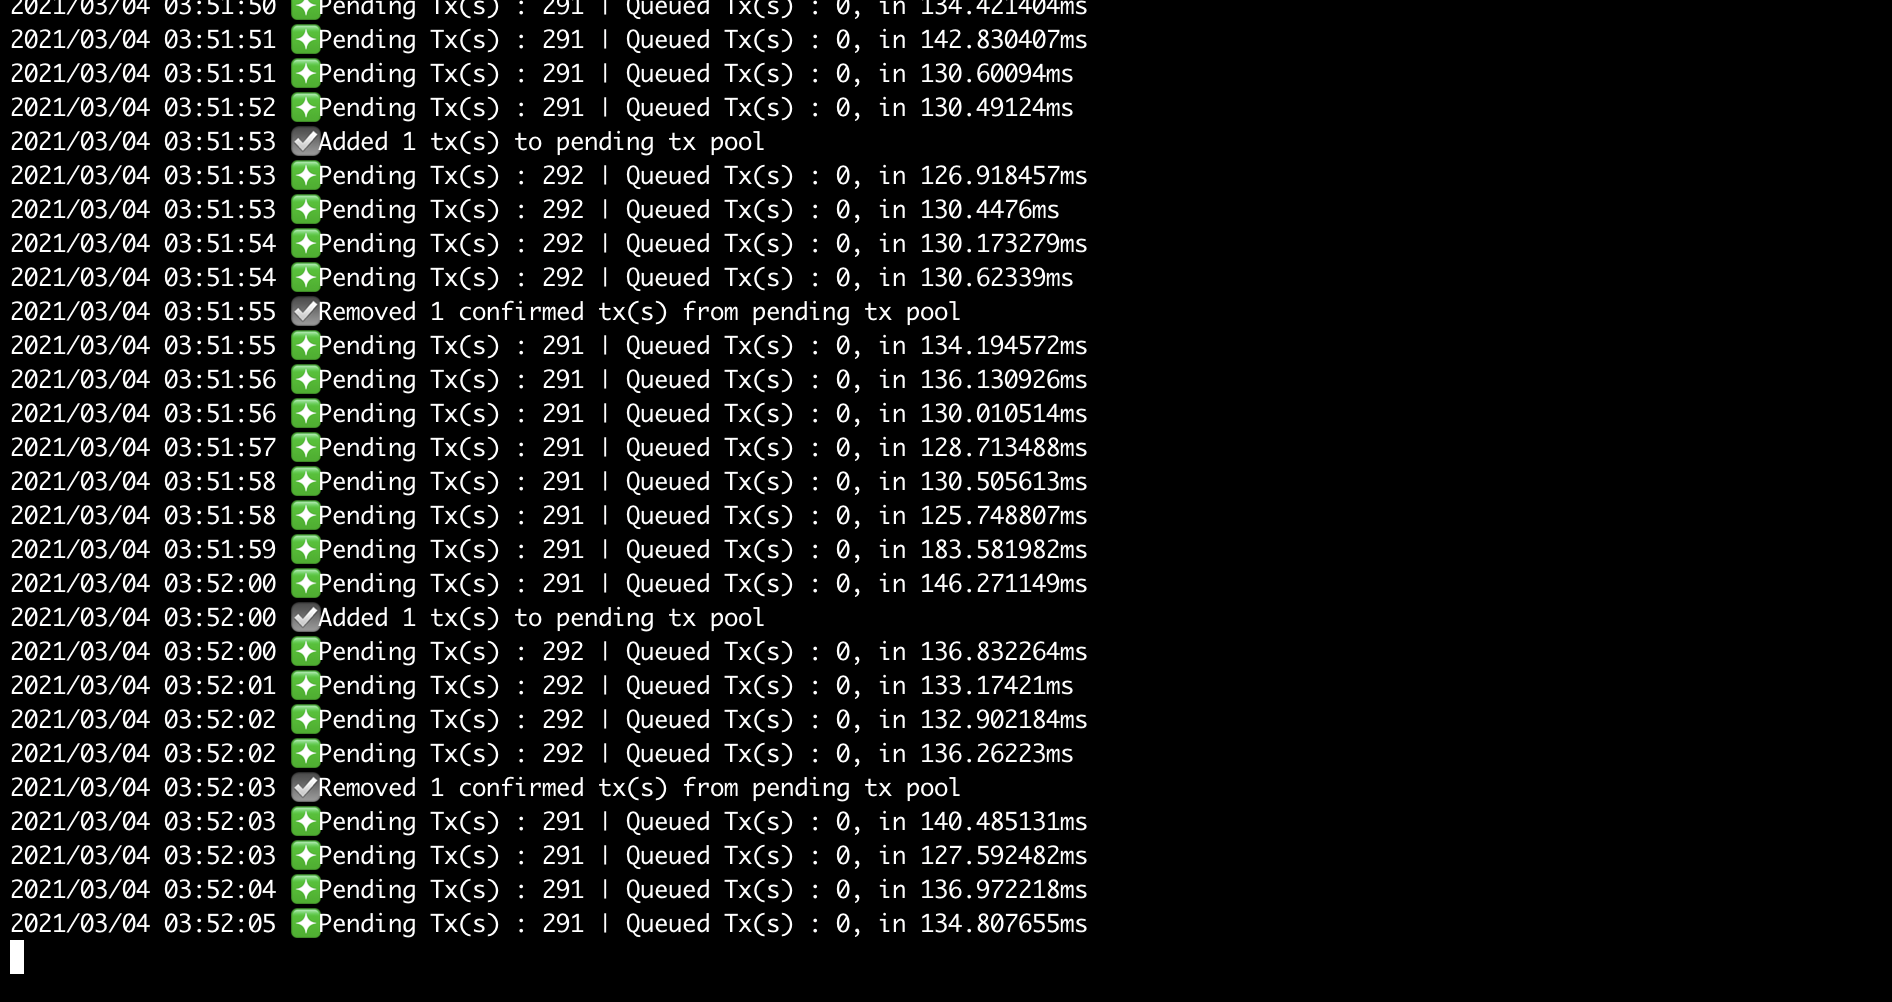 2021/03/04 03:51:50 ❇️Pending Tx(s) : 291 | Queued Tx(s) : 0, in 134.421404ms
2021/03/04 03:51:51 ❇️Pending Tx(s) : 291 | Queued Tx(s) : 0, in 142.830407ms
2021/03/04 03:51:51 ❇️Pending Tx(s) : 291 | Queued Tx(s) : 0, in 130.60094ms
2021/03/04 03:51:52 ❇️Pending Tx(s) : 291 | Queued Tx(s) : 0, in 130.49124ms
2021/03/04 03:51:53 ☑️Added 1 tx(s) to pending tx pool
2021/03/04 03:51:53 ❇️Pending Tx(s) : 292 | Queued Tx(s) : 0, in 126.918457ms
2021/03/04 03:51:53 ❇️Pending Tx(s) : 292 | Queued Tx(s) : 0, in 130.4476ms
2021/03/04 03:51:54 ❇️Pending Tx(s) : 292 | Queued Tx(s) : 0, in 130.173279ms
2021/03/04 03:51:54 ❇️Pending Tx(s) : 292 | Queued Tx(s) : 0, in 130.62339ms
2021/03/04 03:51:55 ☑️Removed 1 confirmed tx(s) from pending tx pool
2021/03/04 03:51:55 ❇️Pending Tx(s) : 291 | Queued Tx(s) : 0, in 134.194572ms
2021/03/04 03:51:56 ❇️Pending Tx(s) : 291 | Queued Tx(s) : 0, in 136.130926ms
2021/03/04 03:51:56 ❇️Pending Tx(s) : 291 | Queued Tx(s) : 0, in 130.010514ms
2021/03/04 03:51:57 ❇️Pending Tx(s) : 291 | Queued Tx(s) : 0, in 128.713488ms
2021/03/04 03:51:58 ❇️Pending Tx(s) : 291 | Queued Tx(s) : 0, in 130.505613ms
2021/03/04 03:51:58 ❇️Pending Tx(s) : 291 | Queued Tx(s) : 0, in 125.748807ms
2021/03/04 03:51:59 ❇️Pending Tx(s) : 291 | Queued Tx(s) : 0, in 183.581982ms
2021/03/04 03:52:00 ❇️Pending Tx(s) : 291 | Queued Tx(s) : 0, in 146.271149ms
2021/03/04 03:52:00 ☑️Added 1 tx(s) to pending tx pool
2021/03/04 03:52:00 ❇️Pending Tx(s) : 292 | Queued Tx(s) : 0, in 136.832264ms
2021/03/04 03:52:01 ❇️Pending Tx(s) : 292 | Queued Tx(s) : 0, in 133.17421ms
2021/03/04 03:52:02 ❇️Pending Tx(s) : 292 | Queued Tx(s) : 0, in 132.902184ms
2021/03/04 03:52:02 ❇️Pending Tx(s) : 292 | Queued Tx(s) : 0, in 136.26223ms
2021/03/04 03:52:03 ☑️Removed 1 confirmed tx(s) from pending tx pool
2021/03/04 03:52:03 ❇️Pending Tx(s) : 291 | Queued Tx(s) : 0, in 140.485131ms
2021/03/04 03:52:03 ❇️Pending Tx(s) : 291 | Queued Tx(s) : 0, in 127.592482ms
2021/03/04 03:52:04 ❇️Pending Tx(s) : 291 | Queued Tx(s) : 0, in 136.972218ms
2021/03/04 03:52:05 ❇️Pending Tx(s) : 291 | Queued Tx(s) : 0, in 134.807655ms